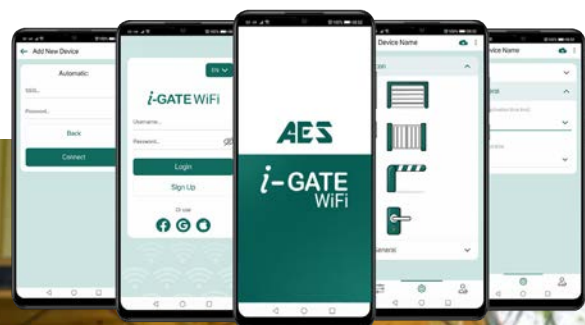 Add New Device
Automatic:
SSID...
Password...
Back
Connect
EN
i-GATE WiFi
Username...
Password...
Login
Sign Up
Or use
AES
i-GATE
WiFi
Device Name
General
Device Name